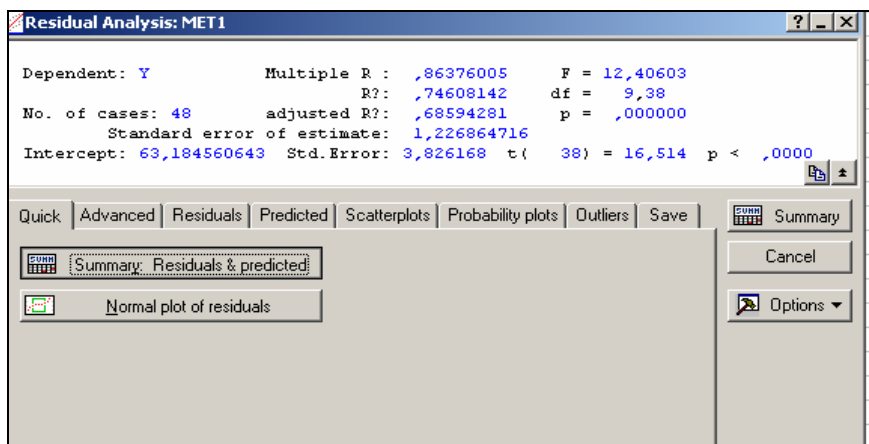 Residual Analysis: MET1
Dependent: Y Multiple R : ,86376005 F = 12,40603
R?: ,74608142 df = 9,38
No. of cases: 48 adjusted R?: ,68594281 p = ,000000
Standard error of estimate: 1,226864716
Intercept: 63,184560643 Std.Error: 3,826168 t( 38) = 16,514 p < ,0000
Quick Advanced Residuals Predicted Scatterplots Probability plots Outliers Save
Summary: Residuals & predicted
Normal plot of residuals
Summary
Cancel
Options